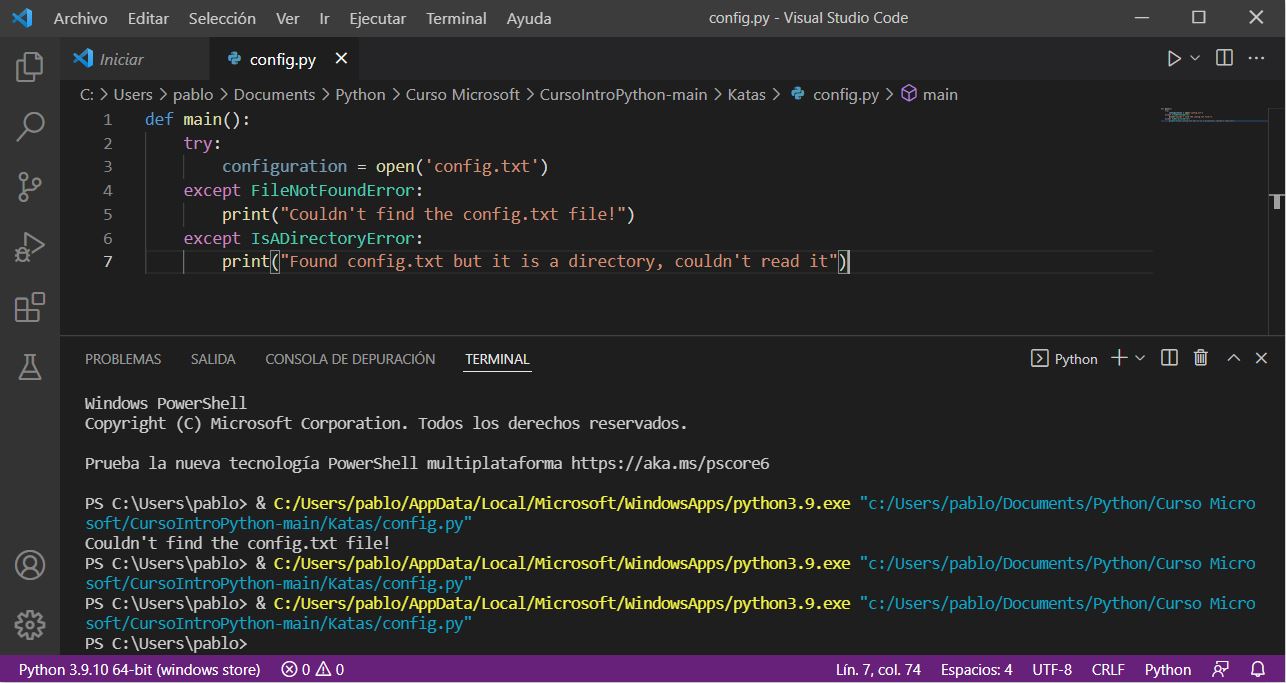 Archivo Editar Selección Ver Ir Ejecutar Terminal Ayuda config.py - Visual Studio Code
Iniciar config.py
C: > Users > pablo > Documents > Python > Curso Microsoft > CursoIntroPython-main > Katas > config.py > main
1 def main():
2 try:
3 configuration = open('config.txt')
4 except FileNotFoundError:
5 print("Couldn't find the config.txt file!")
6 except IsADirectoryError:
7 print("Found config.txt but it is a directory, couldn't read it")
PROBLEMAS SALIDA CONSOLA DE DEPURACIÓN TERMINAL Python
Windows PowerShell
Copyright (C) Microsoft Corporation. Todos los derechos reservados.
Prueba la nueva tecnología PowerShell multiplataforma https://aka.ms/pscore6
PS C:\Users\pablo> & C:/Users/pablo/AppData/Local/Microsoft/WindowsApps/python3.9.exe "c:/Users/pablo/Documents/Python/Curso Micro
soft/CursoIntroPython-main/Katas/config.py"
Couldn't find the config.txt file!
PS C:\Users\pablo> & C:/Users/pablo/AppData/Local/Microsoft/WindowsApps/python3.9.exe "c:/Users/pablo/Documents/Python/Curso Micro
soft/CursoIntroPython-main/Katas/config.py"
PS C:\Users\pablo> & C:/Users/pablo/AppData/Local/Microsoft/WindowsApps/python3.9.exe "c:/Users/pablo/Documents/Python/Curso Micro
soft/CursoIntroPython-main/Katas/config.py"
PS C:\Users\pablo>
Python 3.9.10 64-bit (windows store) 0 0 Lín. 7, col. 74 Espacios: 4 UTF-8 CRLF Python